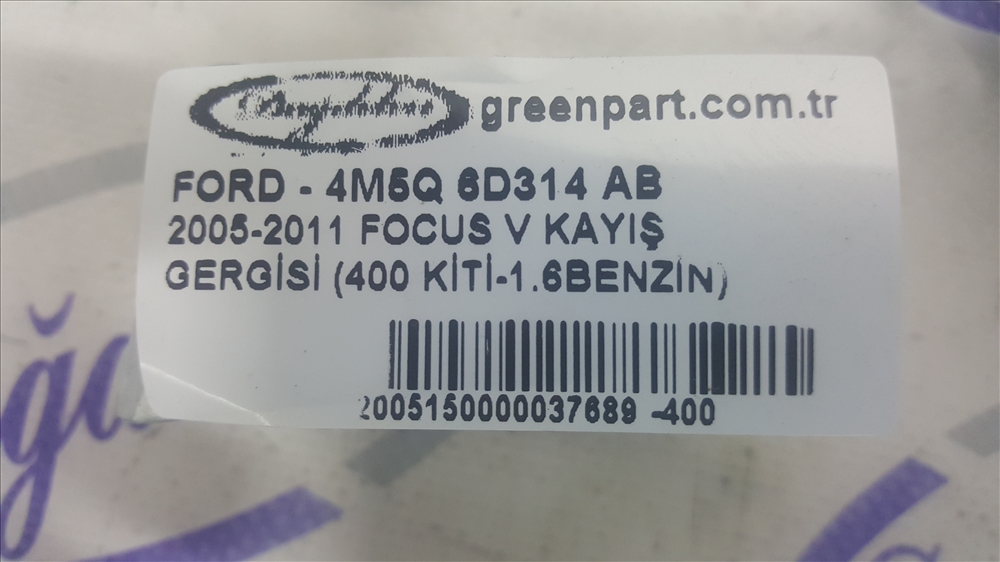 greenpart.com.tr
FORD - 4M5Q 6D314 AB
2005-2011 FOCUS V KAYIŞ
GERGİSİ (400 KİTİ-1.6BENZİN)
2005150000037689 -400